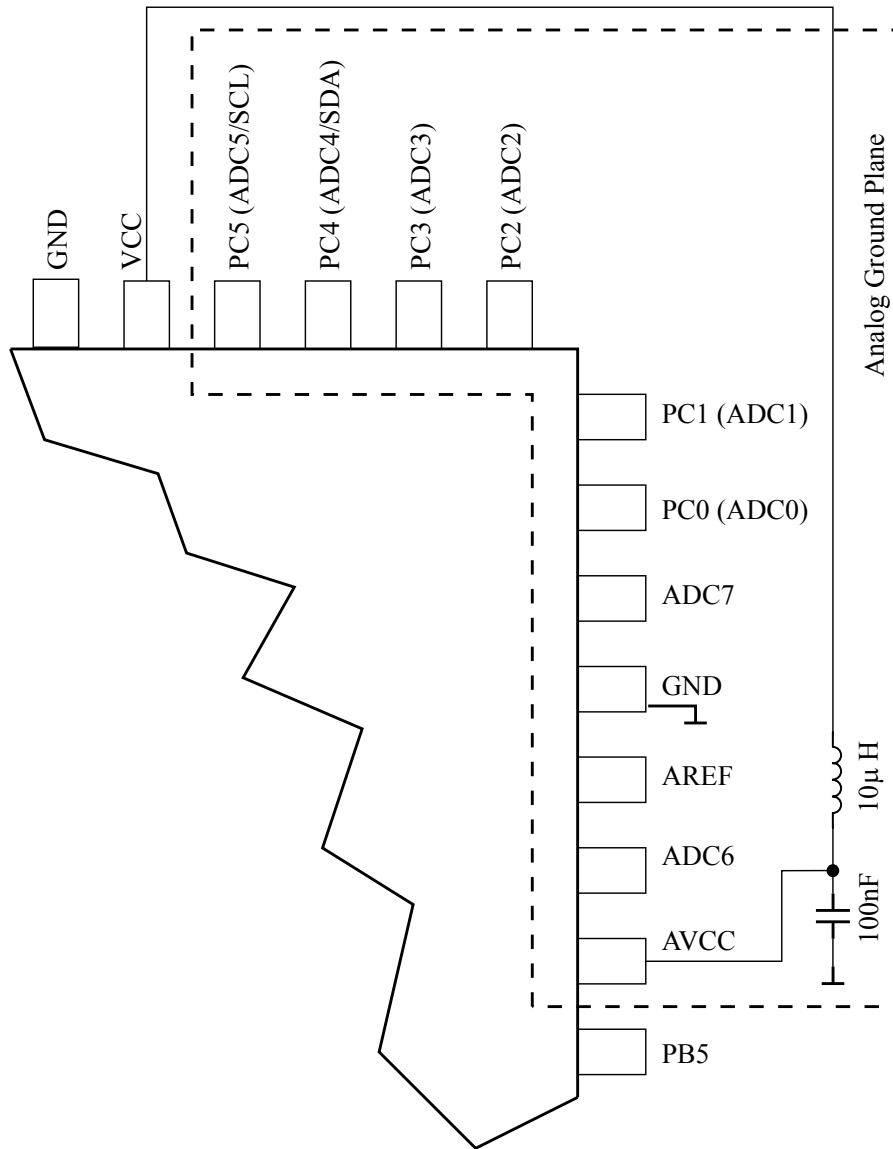 GND
VCC
PC5 (ADC5/SCL)
PC4 (ADC4/SDA)
PC3 (ADC3)
PC2 (ADC2)
Analog Ground Plane
PC1 (ADC1)
PC0 (ADC0)
ADC7
GND
AREF
ADC6
AVCC
PB5
10µ H
100nF